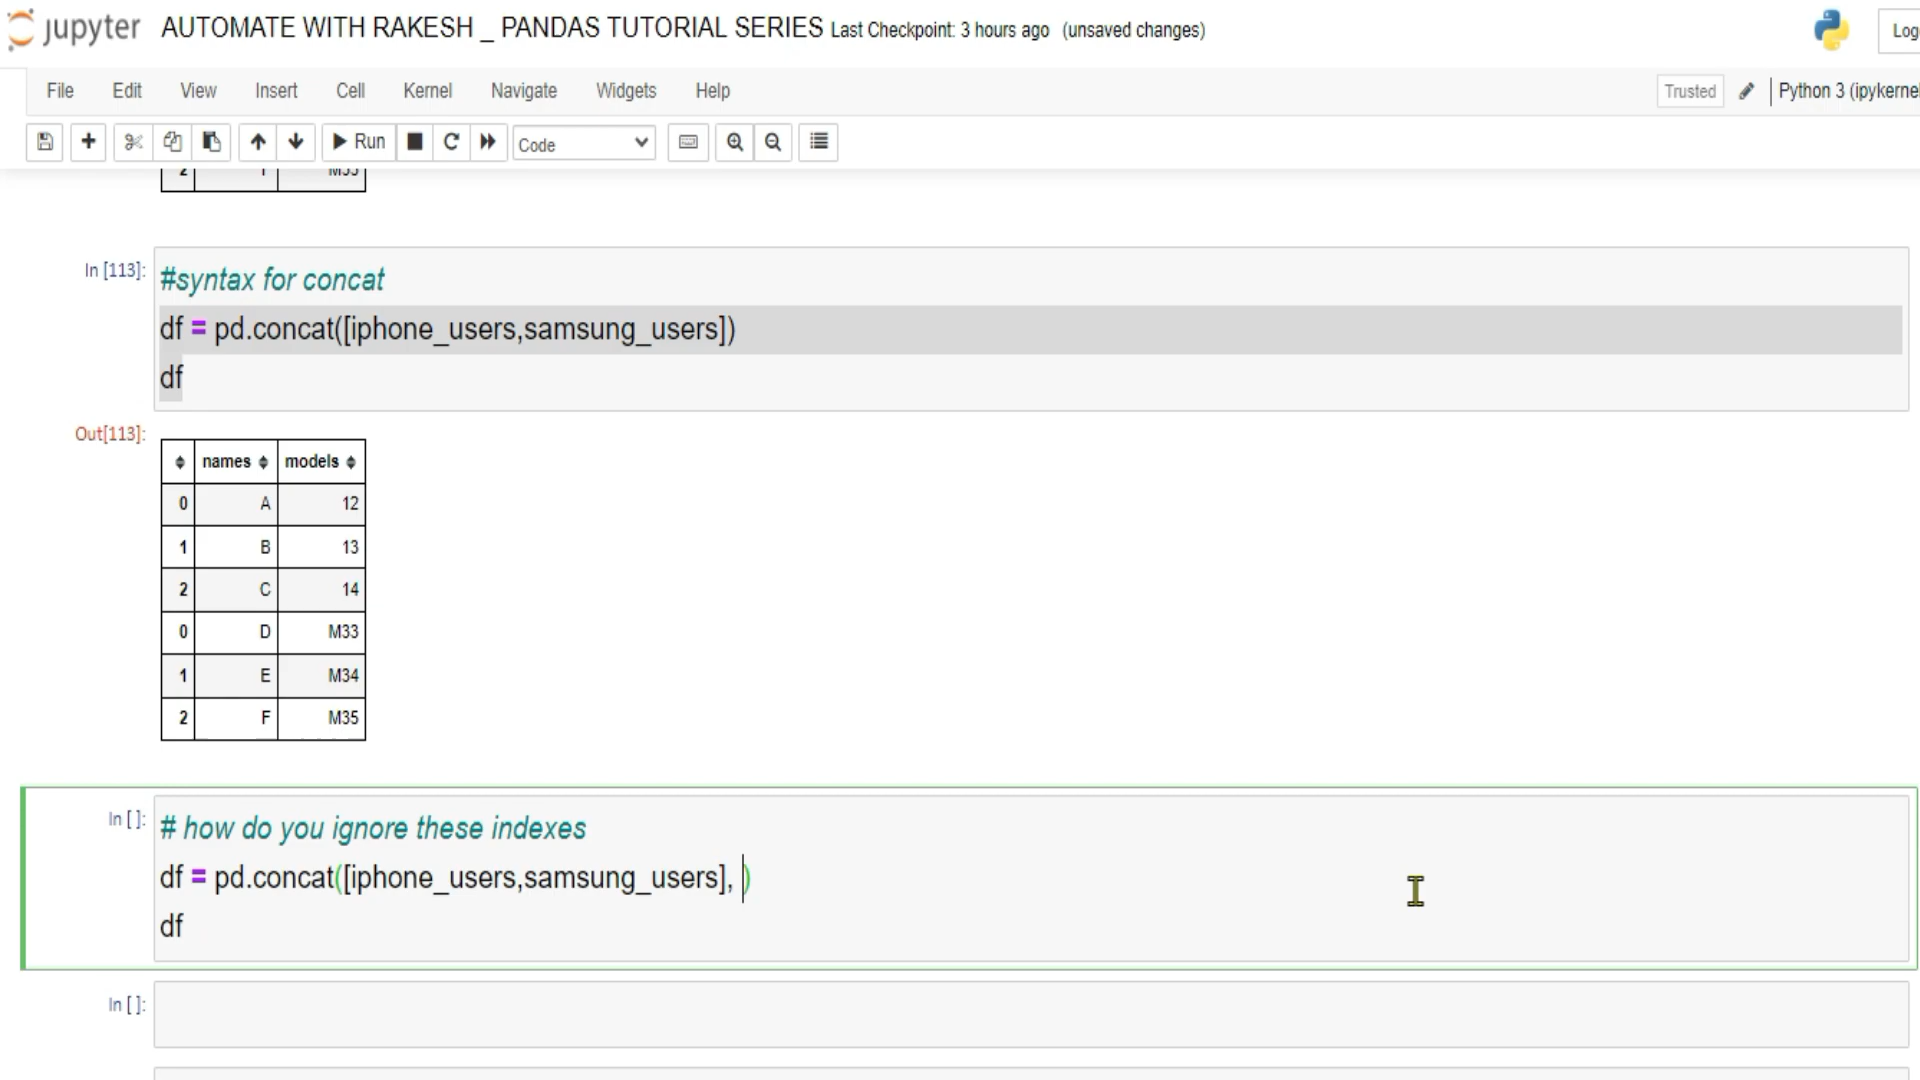 jupyter AUTOMATE WITH RAKESH _ PANDAS TUTORIAL SERIES Last Checkpoint: 3 hours ago (unsaved changes)
File Edit View Insert Cell Kernel Navigate Widgets Help Trusted Python 3 (ipykernel
Run Code
2
In [113]: #syntax for concat
df = pd.concat([iphone_users,samsung_users])
df
Out[113]:
names models
0 A 12
1 B 13
2 C 14
0 D M33
1 E M34
2 F M35
In [ ]: # how do you ignore these indexes
df = pd.concat([iphone_users,samsung_users], )
df
In [ ]: